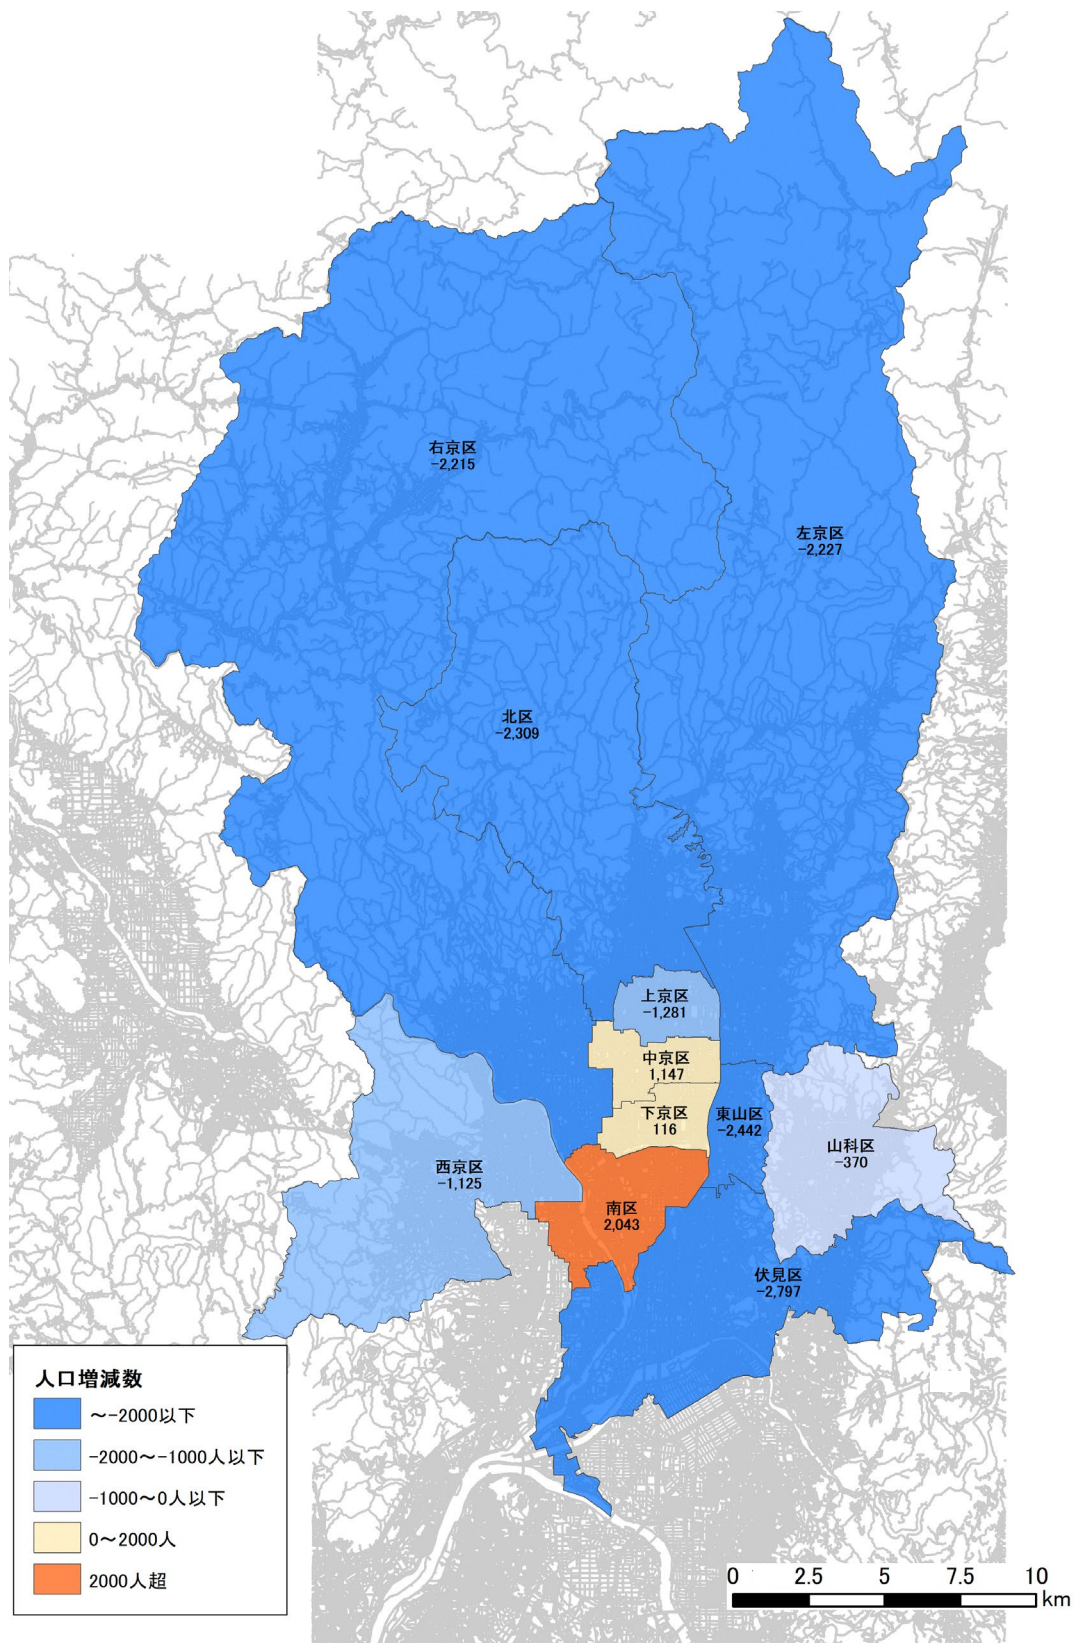 右京区
-2,215
左京区
-2,227
北区
-2,309
上京区
-1,281
中京区
1,147
下京区
116
東山区
-2,442
山科区
-370
西京区
-1,125
南区
2,043
伏見区
-2,797
人口増減数
～-2000以下
-2000～-1000人以下
-1000～0人以下
0～2000人
2000人超
0 2.5 5 7.5 10
km